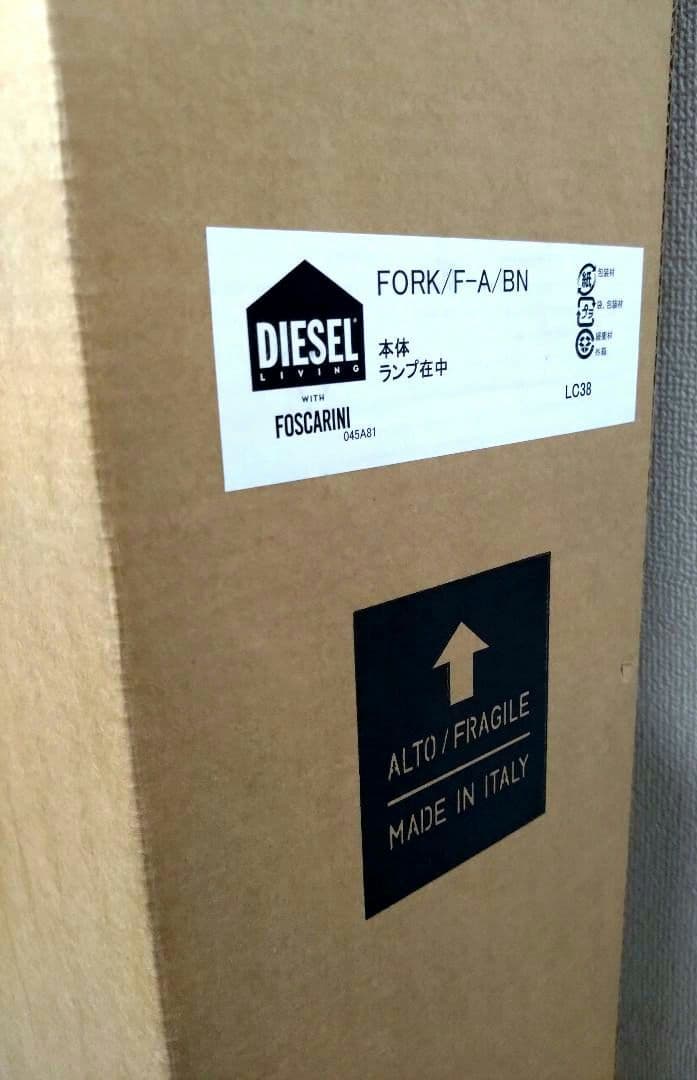 FORK/F-A/BN
DIESEL
LIVING
WITH
FOSCARINI
045A81
本体
ランプ在中
紙
包装材
プラ
袋、包装材
緩衝材
外箱
LC38
ALTO/FRAGILE
MADE IN ITALY